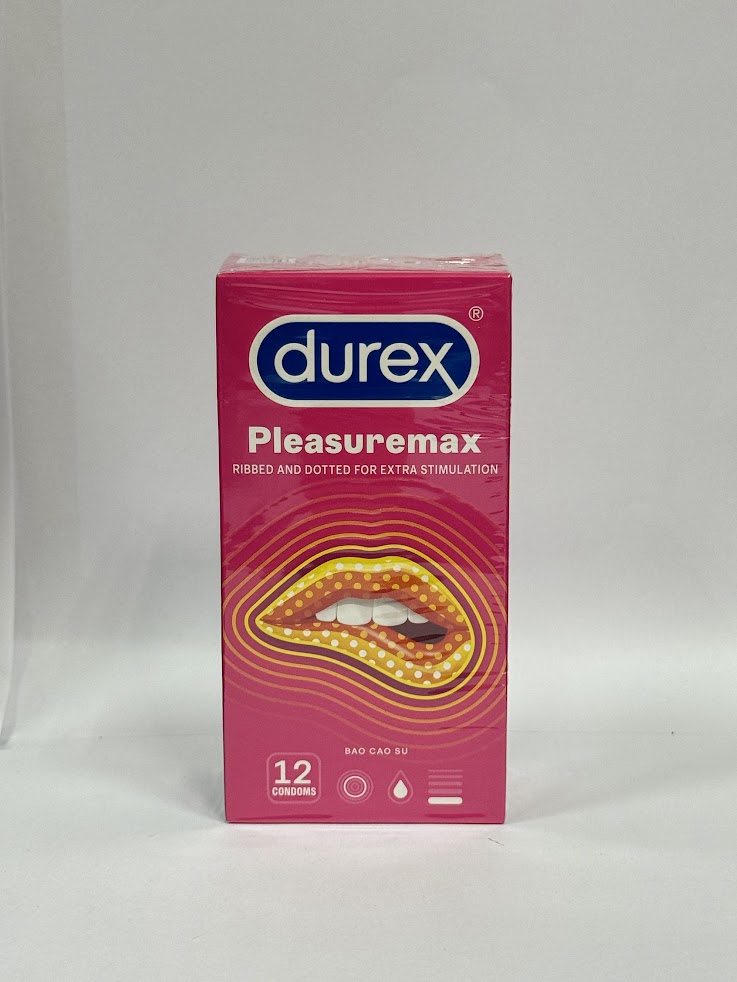 ®
durex
Pleasuremax
RIBBED AND DOTTED FOR EXTRA STIMULATION
BAO CAO SU
12
CONDOMS